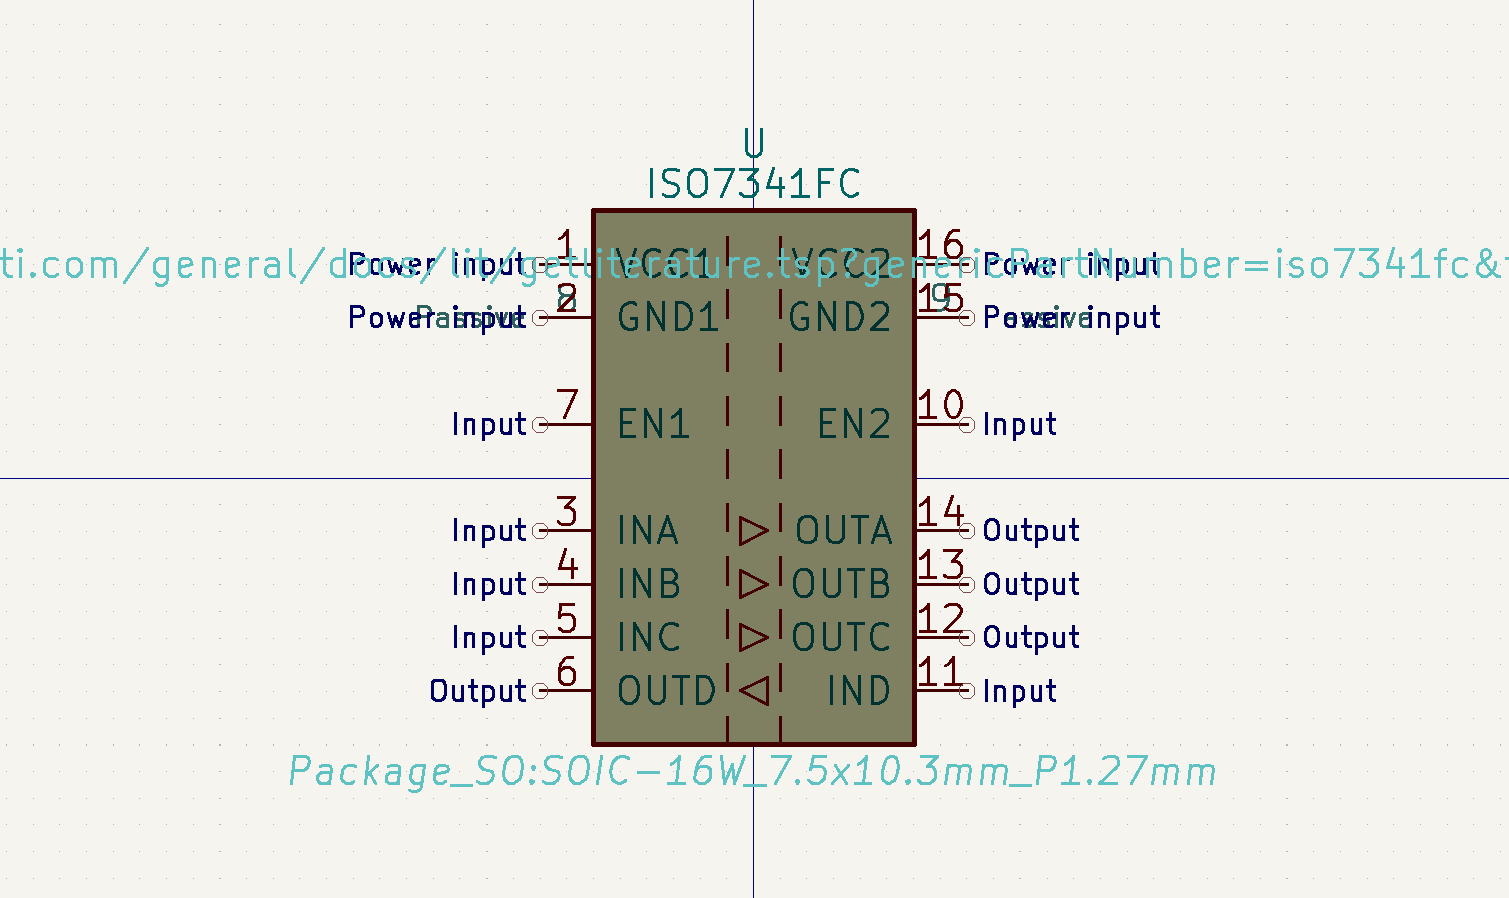 U
ISO7341FC
1 VCC1 VCC2 16
Power input Power input
ti.com/general/docs/lit/getliterature.tsp?genericPartNumber=iso7341fc&
2 8 15 9
Power input Passive GND1 GND2 Power input
7 10
Input EN1 EN2 Input
3 14
Input INA OUTA Output
4 13
Input INB OUTB Output
5 12
Input INC OUTC Output
6 11
Output OUTD IND Input
Package_SO:SOIC-16W_7.5x10.3mm_P1.27mm